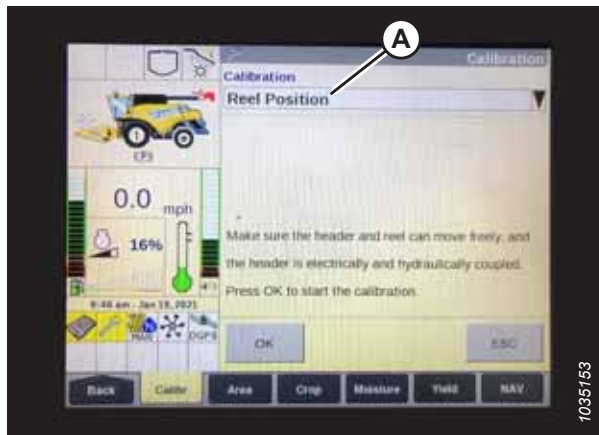 A
Calibration
Calibration
Reel Position
0.0 mph
16%
Make sure the header and reel can move freely, and
the header is electrically and hydraulically coupled.
Press OK to start the calibration.
9:48 am Jan 19, 2021
DGPS
OK
ESC
Back
Calibr
Area
Crop
Moisture
Yield
NAV
1035153